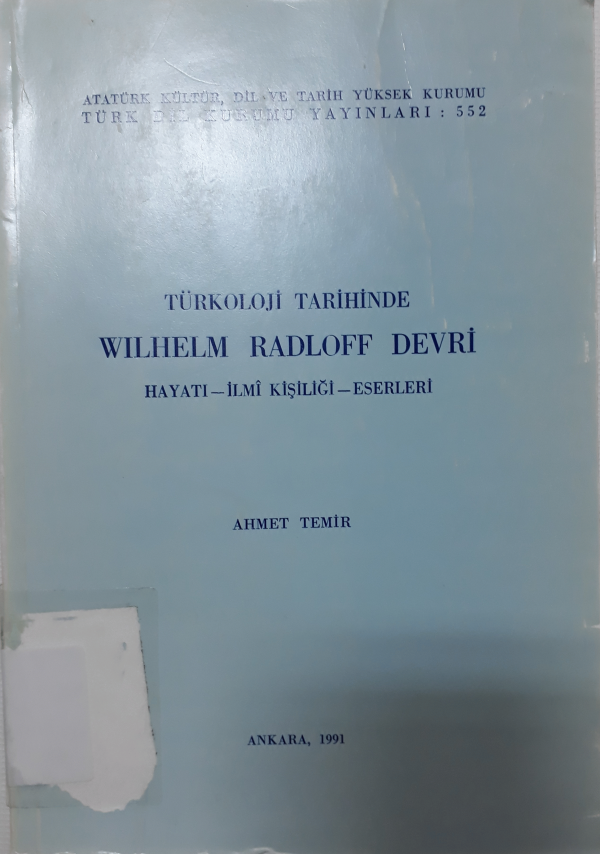 ATATÜRK KÜLTÜR, DİL VE TARİH YÜKSEK KURUMU
TÜRK DİL KURUMU YAYINLARI : 552
TÜRKOLOJİ TARİHİNDE
WILHELM RADLOFF DEVRİ
HAYATI—İLMÎ KİŞİLİĞİ—ESERLERİ
AHMET TEMİR
ANKARA, 1991